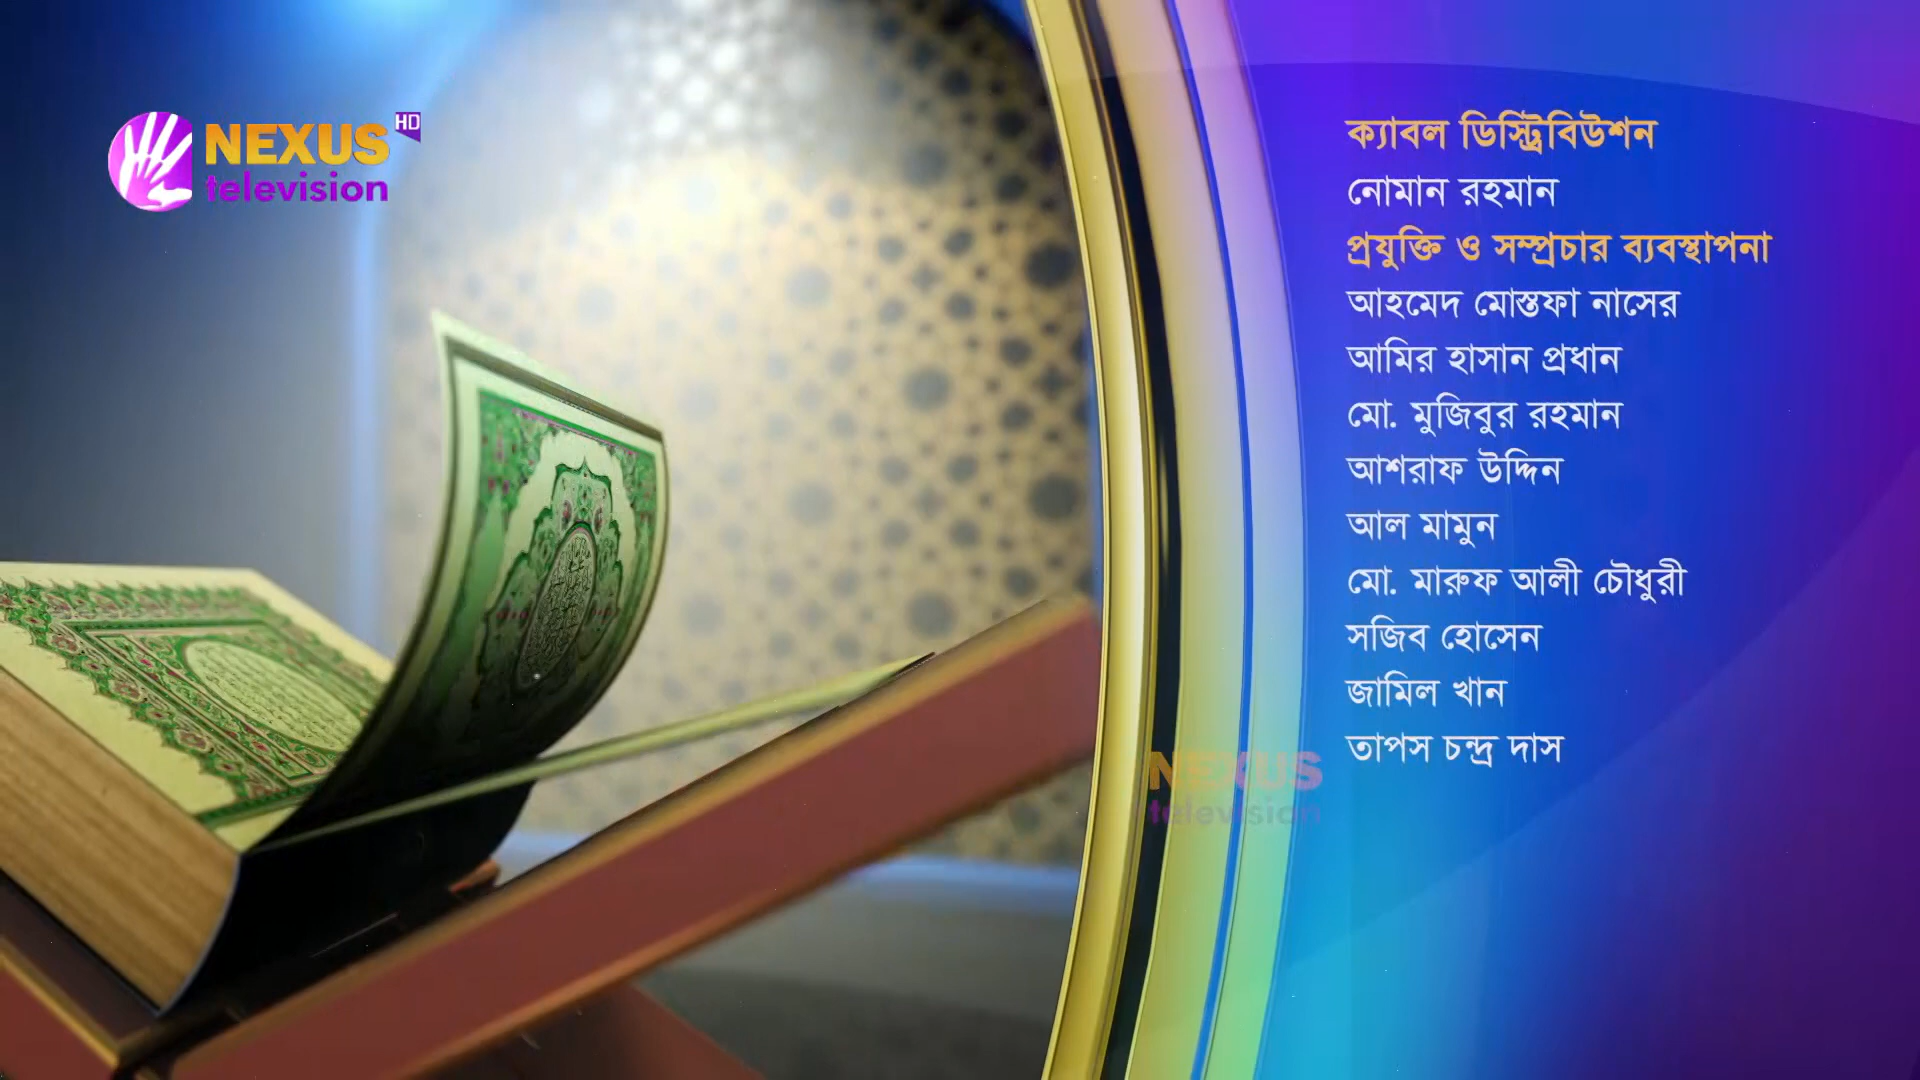 NEXUS HD
television
ক্যাবল ডিস্ট্রিবিউশন
নোমান রহমান
প্রযুক্তি ও সম্প্রচার ব্যবস্থাপনা
আহমেদ মোস্তফা নাসের
আমির হাসান প্রধান
মো. মুজিবুর রহমান
আশরাফ উদ্দিন
আল মামুন
মো. মারুফ আলী চৌধুরী
সজিব হোসেন
জামিল খান
তাপস চন্দ্র দাস
NEXUS
television